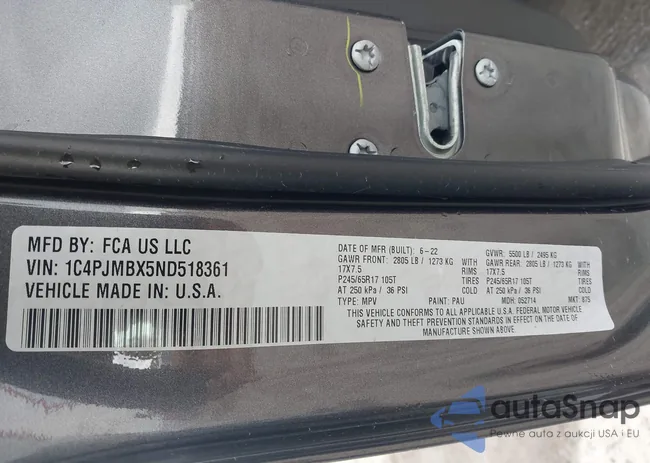 MFD BY: FCA US LLC
VIN: 1C4PJMBX5ND518361
VEHICLE MADE IN: U.S.A.
DATE OF MFR (BUILT): 6-22 GVWR: 5500 LB / 2495 KG
GAWR FRONT: 2805 LB / 1273 KG WITH GAWR REAR: 2805 LB / 1273 KG WITH
17X7.5 RIMS 17X7.5 RIMS
P245/65R17 105T TIRES P245/65R17 105T TIRES
AT 250 kPa / 36 PSI COLD AT 250 kPa / 36 PSI COLD
TYPE: MPV PAINT: PAU MDH: 052714 MKT: 875
THIS VEHICLE CONFORMS TO ALL APPLICABLE U.S.A. FEDERAL MOTOR VEHICLE
SAFETY AND THEFT PREVENTION STANDARDS IN EFFECT ON THE DATE OF
MANUFACTURE SHOWN ABOVE.
autoSnap
Pewne auta z aukcji USA i EU